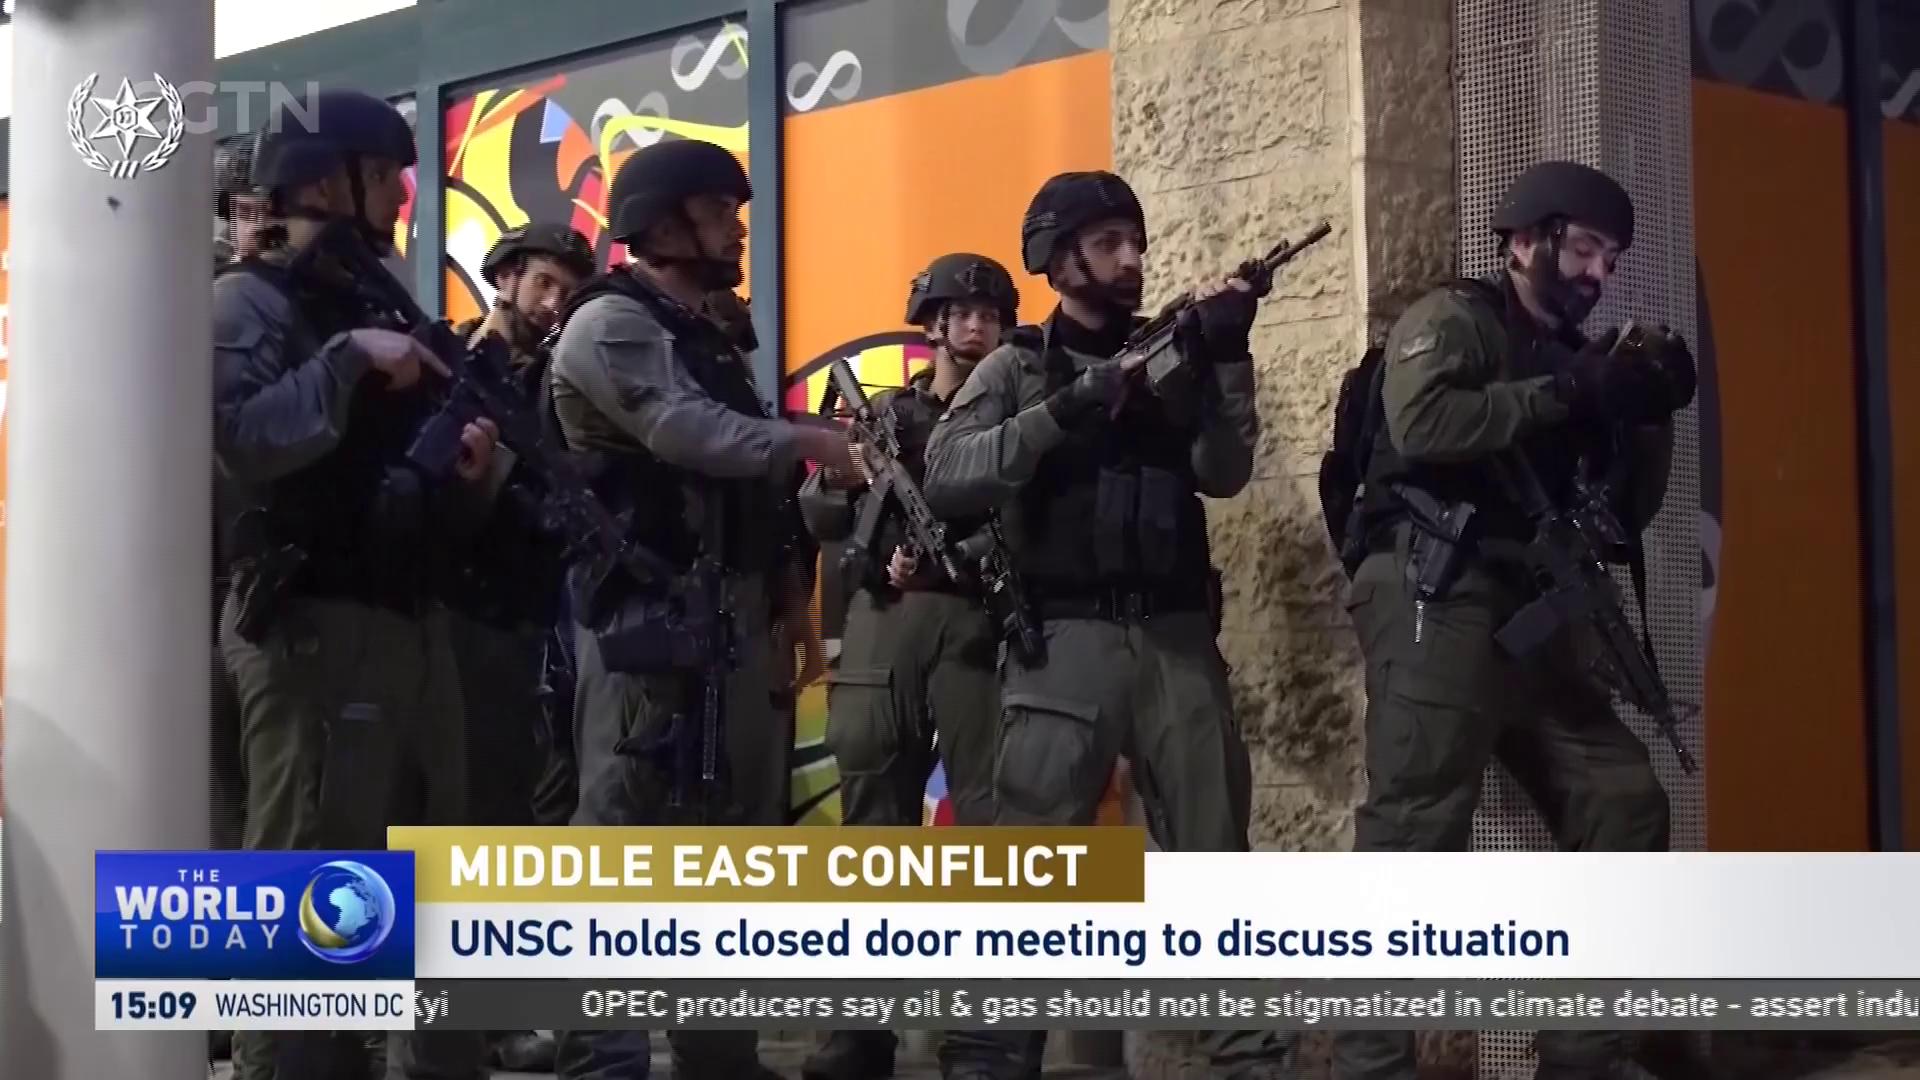 CGTN
MIDDLE EAST CONFLICT
THE
WORLD
TODAY
UNSC holds closed door meeting to discuss situation
15:09 WASHINGTON DC
Kyi OPEC producers say oil & gas should not be stigmatized in climate debate - assert indu